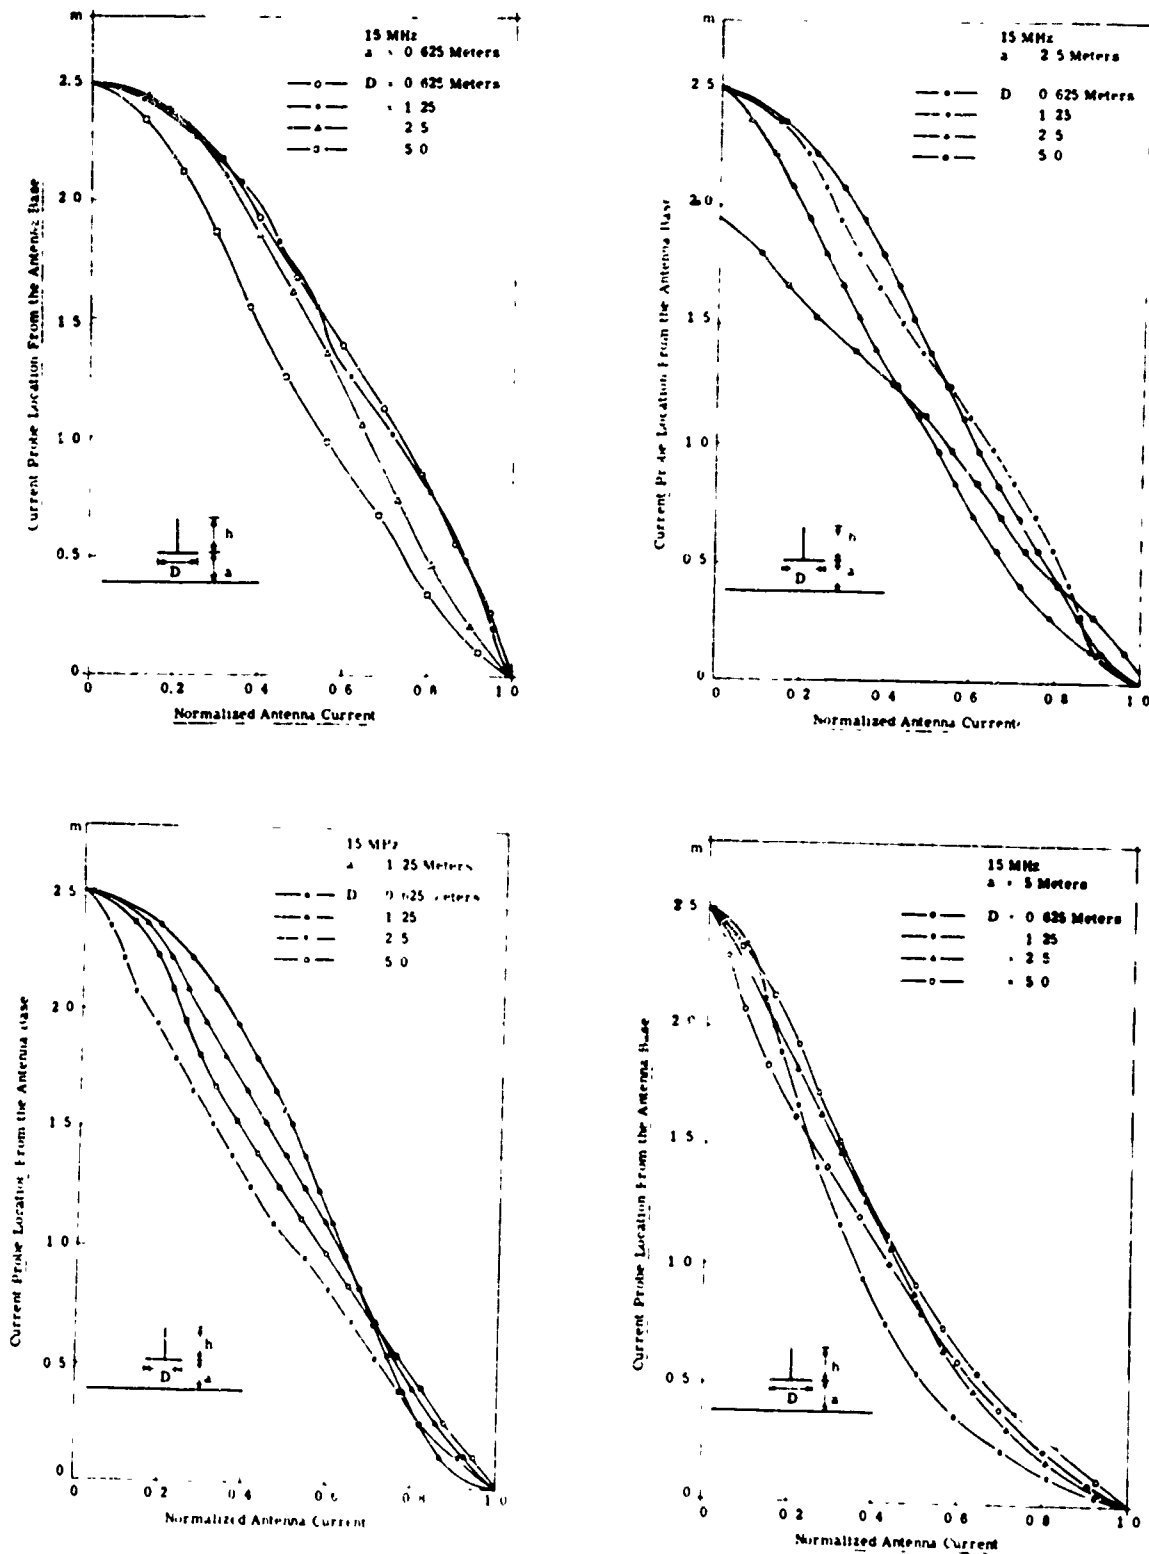 m
15 MHz
a = 0 625 Meters
D = 0 625 Meters
1 25
2 5
5 0
2 5
2 0
1 5
1 0
0.5
0
0 0 2 0 4 0 6 0 8 1 0
Current Probe Location From the Antenna Base
Normalized Antenna Current
h
D
a
m
15 MHz
a 2 5 Meters
D 0 625 Meters
1 25
2 5
5 0
2 5
2 0
1 5
1 0
0 5
0
0 0 2 0 4 0 6 0 8 1 0
Current Probe Location From the Antenna Base
Normalized Antenna Current
h
D
a
m
15 MHz
1 25 Meters
D 0 625 Meters
1 25
2 5
5 0
2 5
2 0
1 5
1 0
0 5
0
0 0 2 0 4 0 6 0 8 1 0
Current Probe Location From the Antenna Base
Normalized Antenna Current
h
D
a
m
15 MHz
a = 5 Meters
D = 0 625 Meters
1 25
2 5
5 0
2 5
2 0
1 5
1 0
0 5
0
0 0 2 0 4 0 6 0 8 1 0
Current Probe Location From the Antenna Base
Normalized Antenna Current
h
D
a